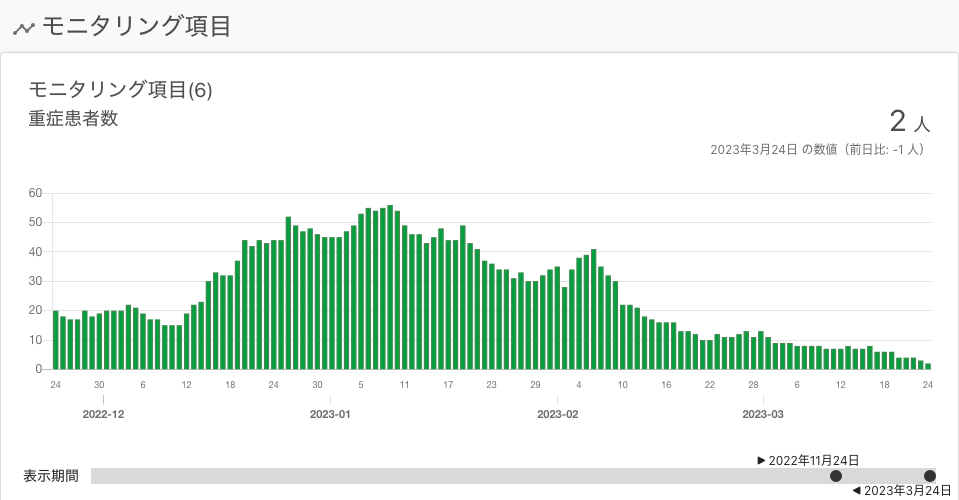 モニタリング項目
モニタリング項目(6)
重症患者数
2 人
2023年3月24日 の数値（前日比: -1 人）
60
50
40
30
20
10
0
24 30 6 12 18 24 30 5 11 17 23 29 4 10 16 22 28 6 12 18 24
2022-12 2023-01 2023-02 2023-03
2022年11月24日
表示期間
2023年3月24日